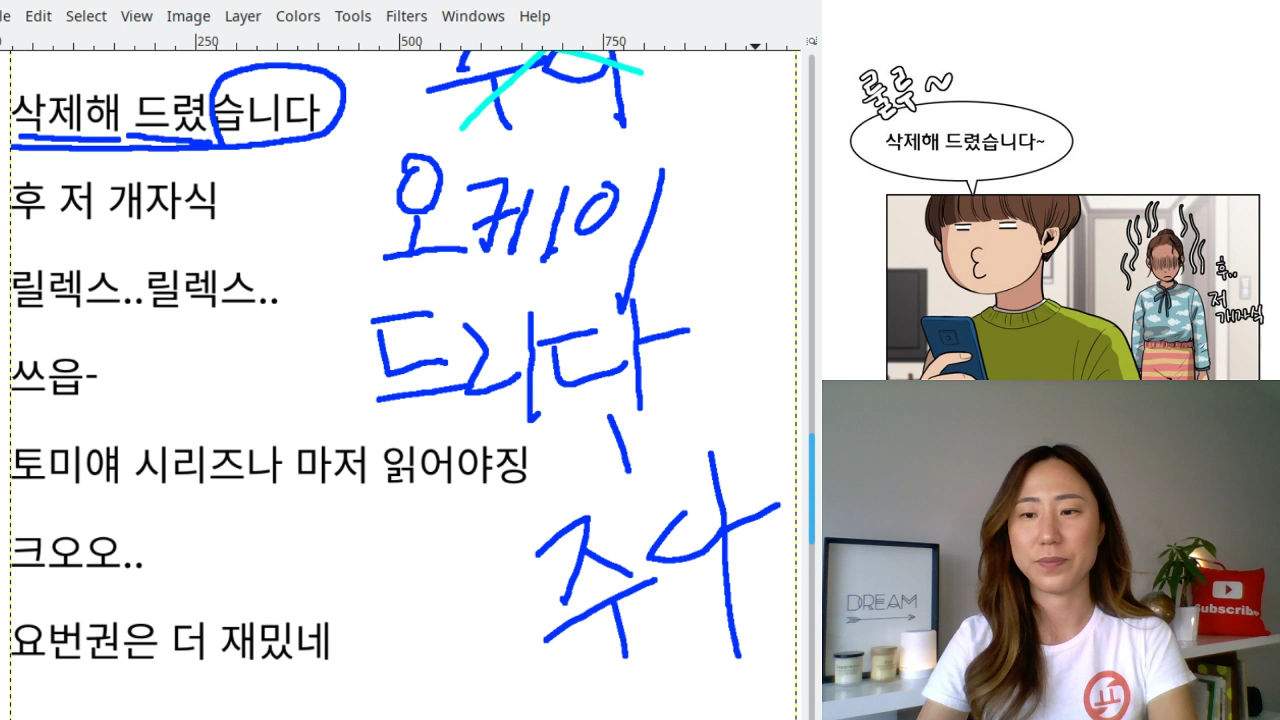 Edit Select View Image Layer Colors Tools Filters Windows Help
250 500 750
삭제해 드렸습니다
후 저 개자식
릴렉스..릴렉스..
쓰읍-
토미얘 시리즈나 마저 읽어야징
크오오..
요번권은 더 재밌네
오케이
드리다
주다
룰루~
삭제해 드렸습니다~
후..
저
개자식
DREAM
Subscribe